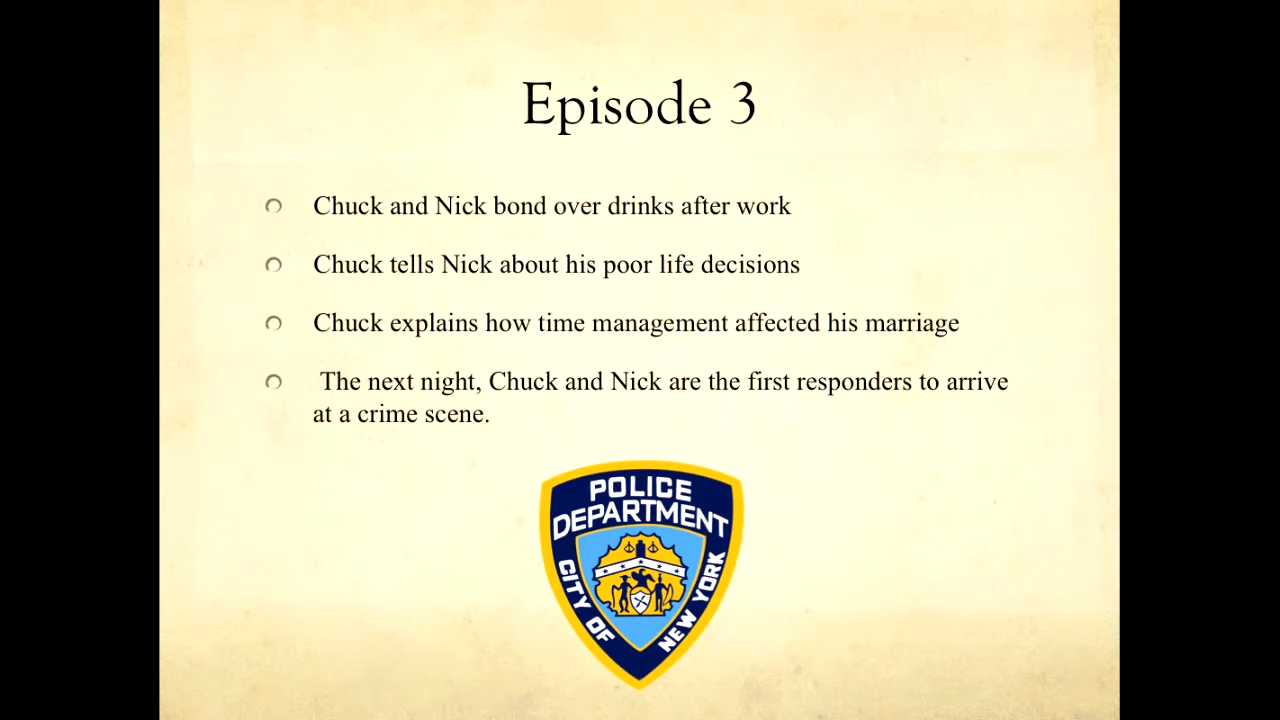 Episode 3
Chuck and Nick bond over drinks after work
Chuck tells Nick about his poor life decisions
Chuck explains how time management affected his marriage
The next night, Chuck and Nick are the first responders to arrive
at a crime scene.
POLICE
DEPARTMENT
CITY OF
NEW YORK